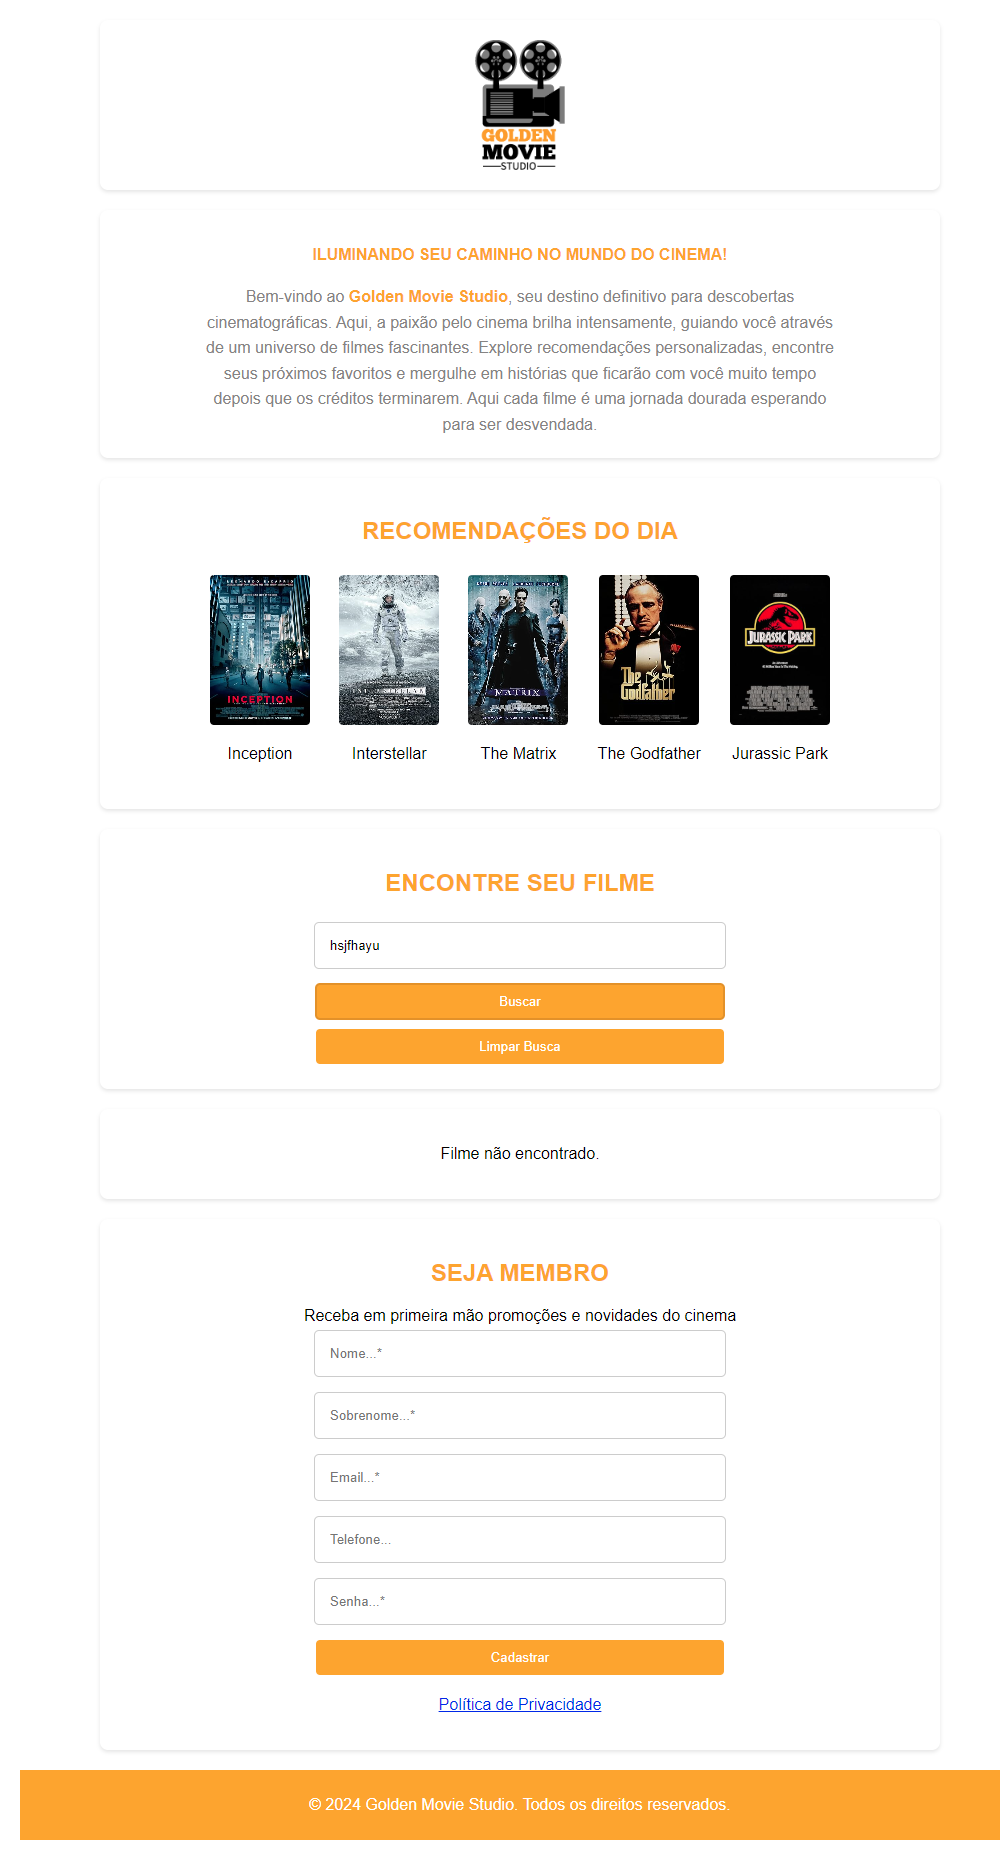 GOLDEN
MOVIE
STUDIO
ILUMINANDO SEU CAMINHO NO MUNDO DO CINEMA!
Bem-vindo ao Golden Movie Studio, seu destino definitivo para descobertas
cinematográficas. Aqui, a paixão pelo cinema brilha intensamente, guiando você através
de um universo de filmes fascinantes. Explore recomendações personalizadas, encontre
seus próximos favoritos e mergulhe em histórias que ficarão com você muito tempo
depois que os créditos terminarem. Aqui cada filme é uma jornada dourada esperando
para ser desvendada.
RECOMENDAÇÕES DO DIA
INCEPTION
INTERSTELLAR
MATRIX
The
Godfather
JURASSIC PARK
Inception
Interstellar
The Matrix
The Godfather
Jurassic Park
ENCONTRE SEU FILME
hsjfhayu
Buscar
Limpar Busca
Filme não encontrado.
SEJA MEMBRO
Receba em primeira mão promoções e novidades do cinema
Nome...*
Sobrenome...*
Email...*
Telefone...
Senha...*
Cadastrar
Política de Privacidade
© 2024 Golden Movie Studio. Todos os direitos reservados.